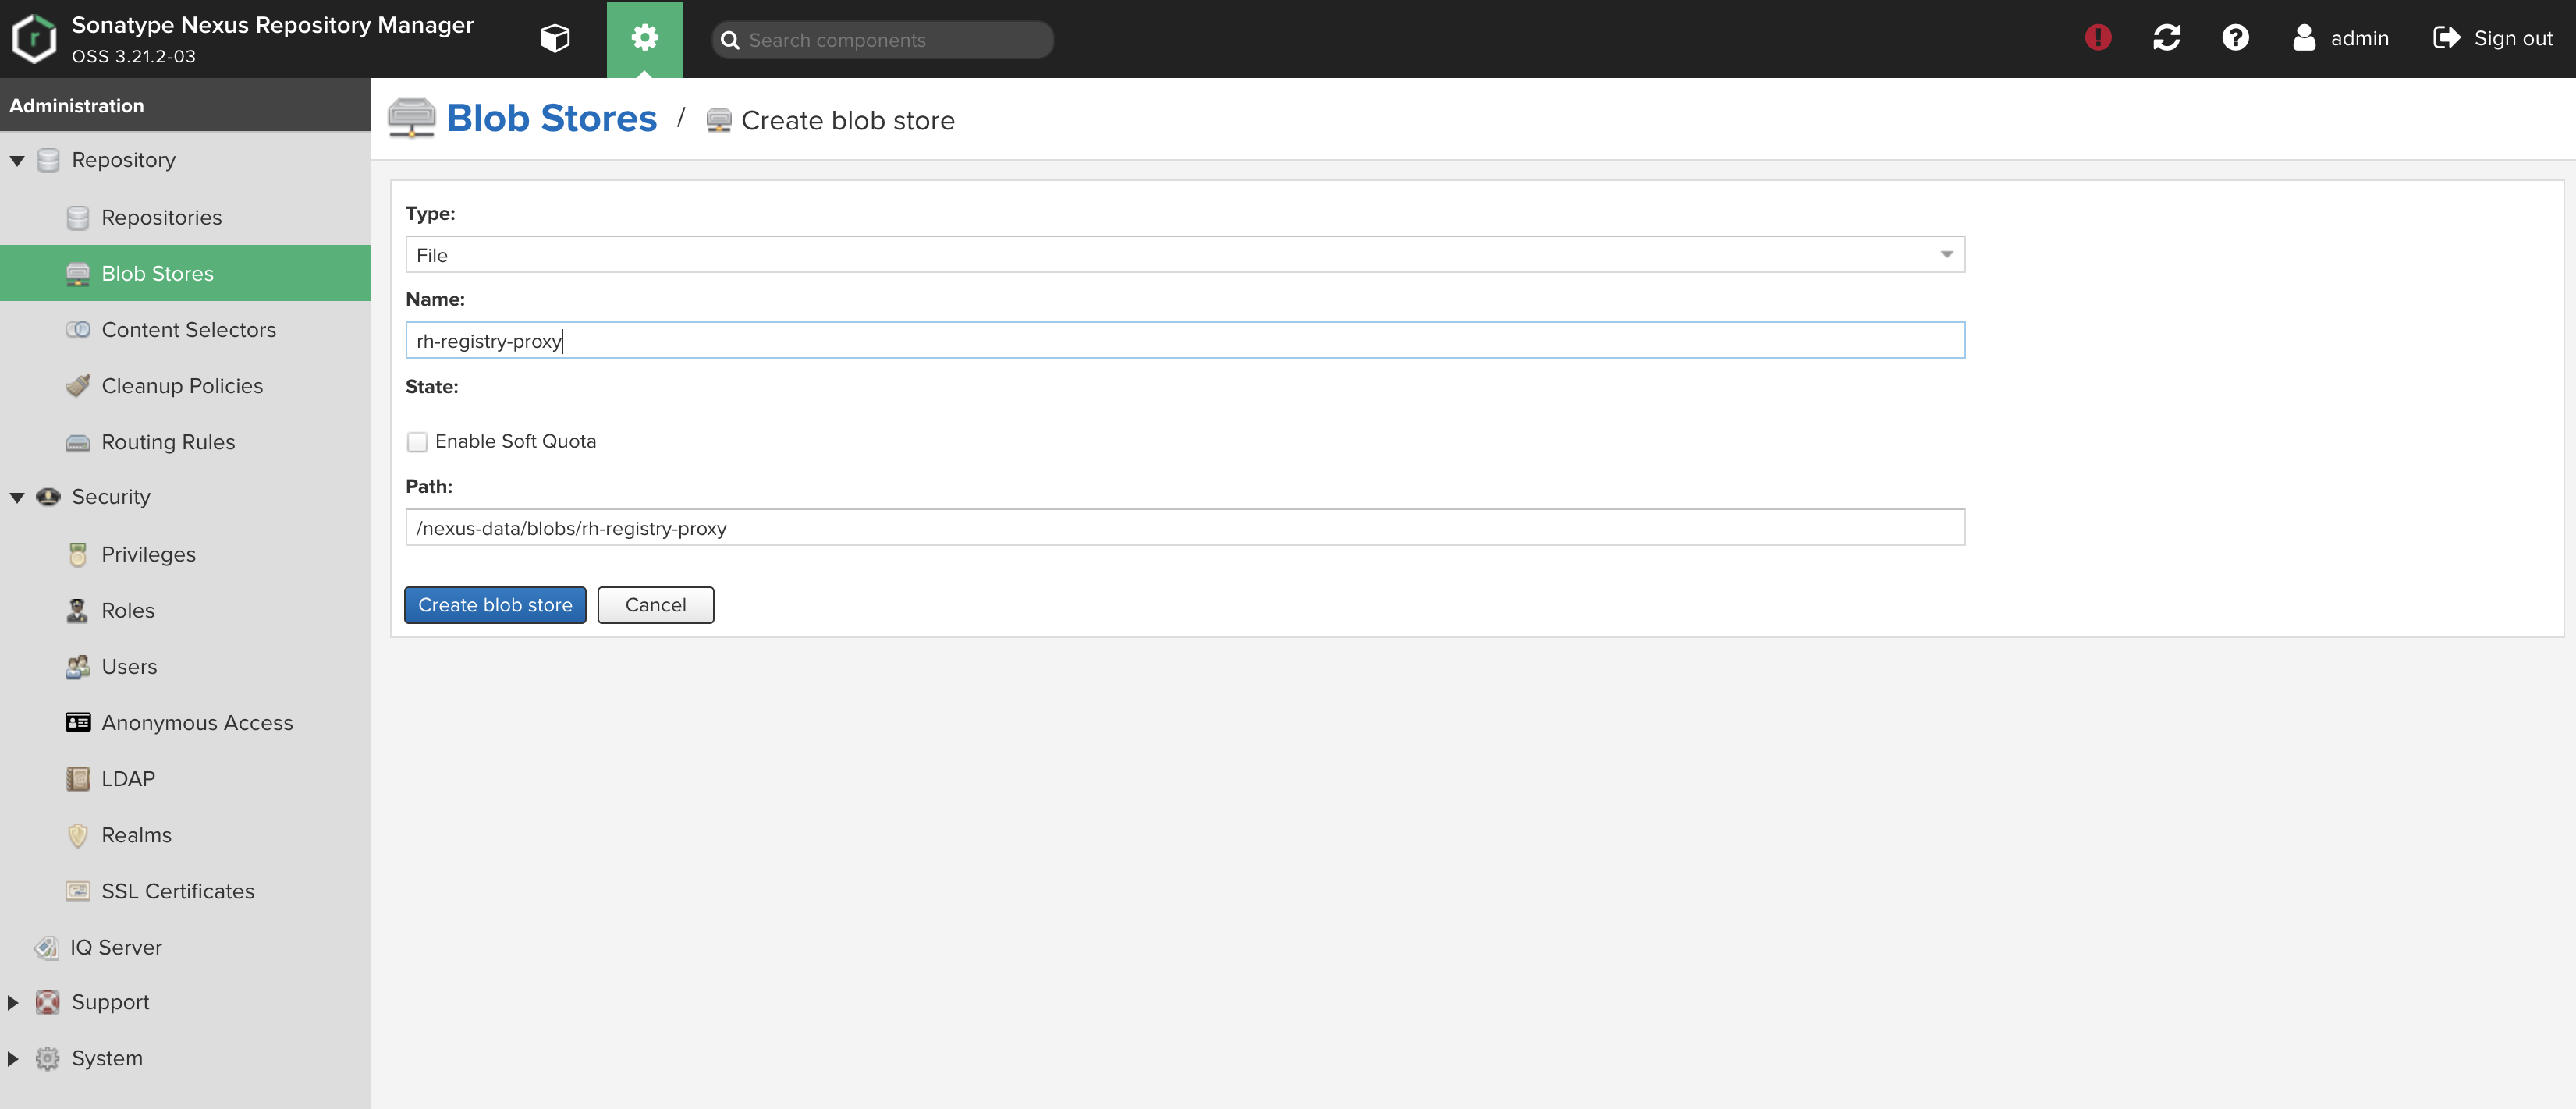 Sonatype Nexus Repository Manager
OSS 3.21.2-03
Search components
admin
Sign out
Administration
Repository
Repositories
Blob Stores
Content Selectors
Cleanup Policies
Routing Rules
Security
Privileges
Roles
Users
Anonymous Access
LDAP
Realms
SSL Certificates
IQ Server
Support
System
Blob Stores / Create blob store
Type:
File
Name:
rh-registry-proxy
State:
Enable Soft Quota
Path:
/nexus-data/blobs/rh-registry-proxy
Create blob store
Cancel